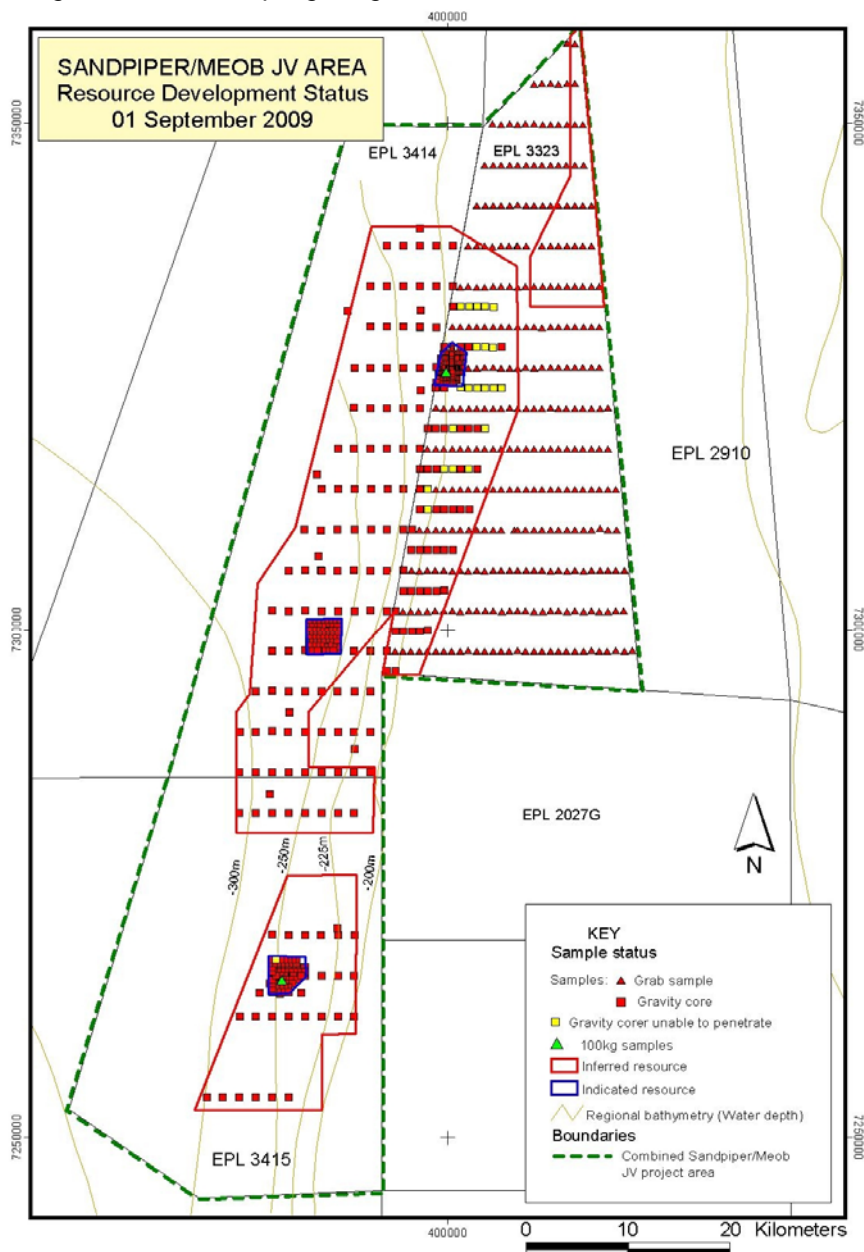 400000
SANDPIPER/MEOB JV AREA
Resource Development Status
01 September 2009
7350000
7350000
EPL 3414
EPL 3323
EPL 2910
7300000
7300000
EPL 2027G
-300m
-250m
-225m
-200m
N
KEY
Sample status
Samples: Grab sample
Gravity core
Gravity corer unable to penetrate
100kg samples
Inferred resource
Indicated resource
Regional bathymetry (Water depth)
Boundaries
Combined Sandpiper/Meob
JV project area
7250000
7250000
EPL 3415
400000
0 10 20 Kilometers